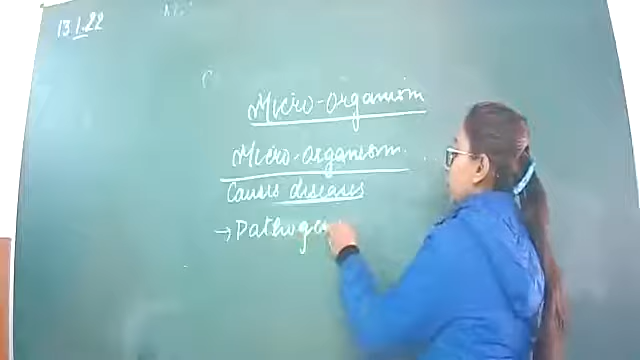 13.1.22
Micro-organism
Micro-organism.
Causes diseases
→ Pathogen